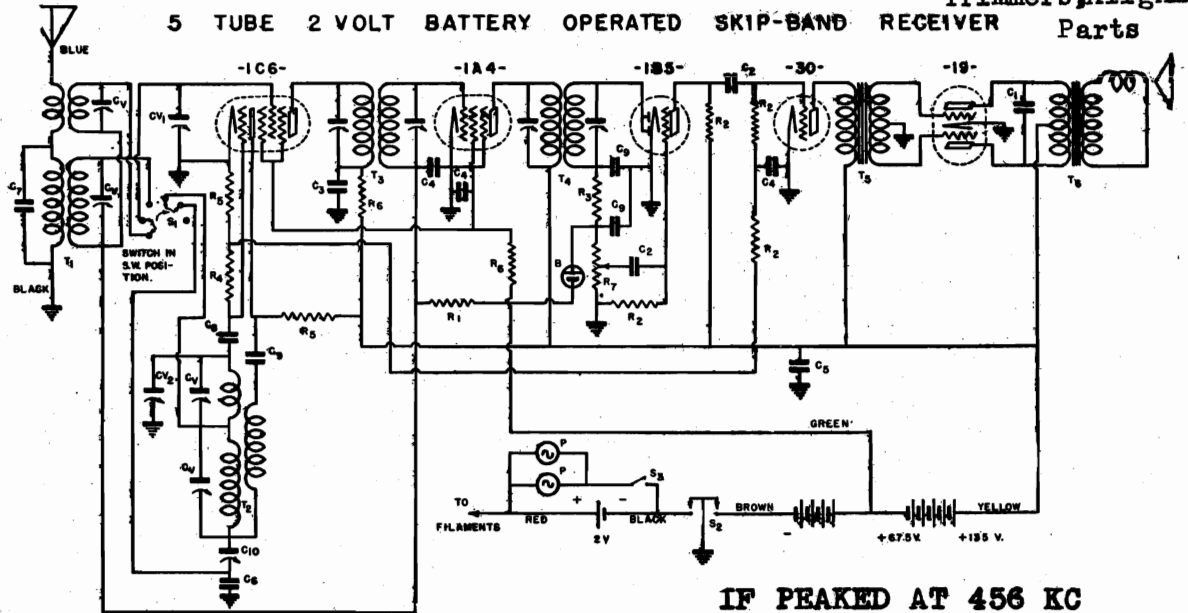 Parts
5 TUBE 2 VOLT BATTERY OPERATED SKIP-BAND RECEIVER
BLUE
-1C6-
-1A4-
-1B5-
C2
-30-
-19-
CV
CV1
R2
R2
C1
C7
CV
S1
R5
C3
T3
R6
C4
C4
T4
C9
R3
C9
C4
T5
T6
T1
SWITCH IN
S.W. POSI-
TION.
R4
R6
B
C2
R7
R2
BLACK
R5
R1
R2
C8
C9
C5
CV2
CV
GREEN
CV
T2
P
P
S3
TO
FILAMENTS
RED
+
-
BLACK
S2
BROWN
YELLOW
2V
-
+67.5V.
+135 V.
C10
C6
IF PEAKED AT 456 KC